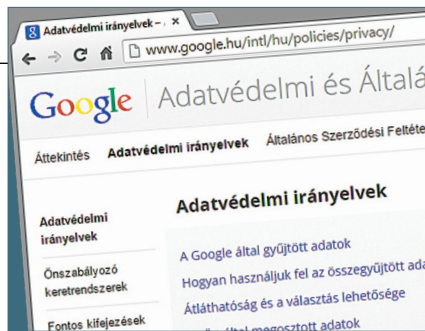 Adatvédelmi irányelvek –
www.google.hu/intl/hu/policies/privacy/
Google Adatvédelmi és Által
Áttekintés Adatvédelmi irányelvek Általános Szerződési Feltéte
Adatvédelmi
irányelvek
Önszabályozó
keretrendszerek
Fontos kifejezések
Adatvédelmi irányelvek
A Google által gyűjtött adatok
Hogyan használjuk fel az összegyűjtött ada
Átláthatóság és a választás lehetősége
által megosztott adatok